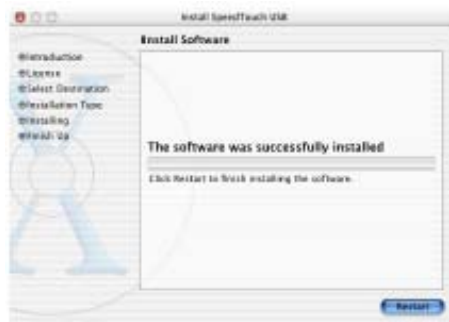 Install SpeedTouch USB
Install Software
Introduction
License
Select Destination
Installation Type
Installing
Finish Up
The software was successfully installed
Click Restart to finish installing the software.
Restart